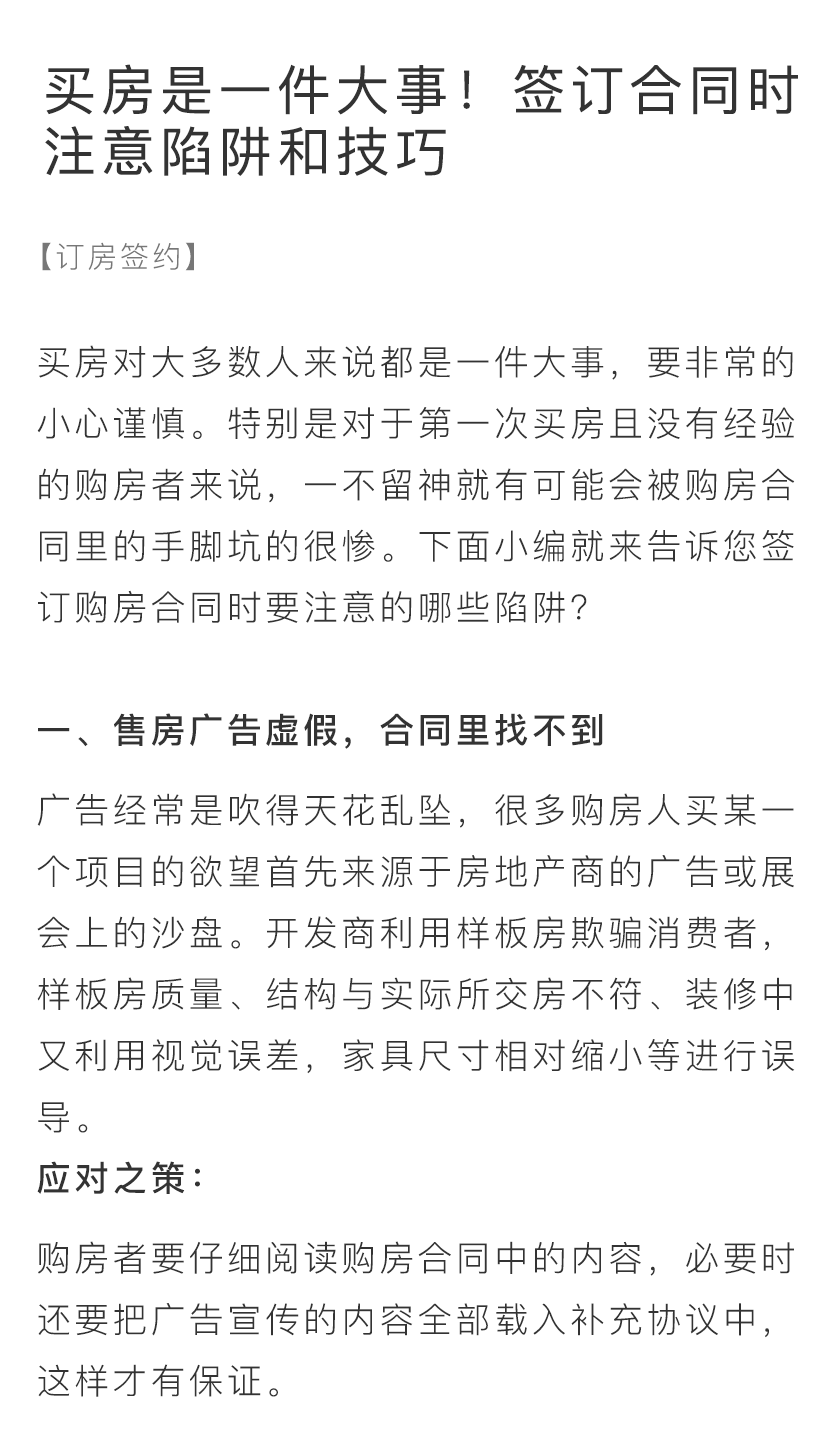 买房是一件大事！签订合同时
注意陷阱和技巧
【订房签约】
买房对大多数人来说都是一件大事，要非常的
小心谨慎。特别是对于第一次买房且没有经验
的购房者来说，一不留神就有可能会被购房合
同里的手脚坑的很惨。下面小编就来告诉您签
订购房合同时要注意的哪些陷阱？
一、售房广告虚假，合同里找不到
广告经常是吹得天花乱坠，很多购房人买某一
个项目的欲望首先来源于房地产商的广告或展
会上的沙盘。开发商利用样板房欺骗消费者，
样板房质量、结构与实际所交房不符、装修中
又利用视觉误差，家具尺寸相对缩小等进行误
导。
应对之策：
购房者要仔细阅读购房合同中的内容，必要时
还要把广告宣传的内容全部载入补充协议中，
这样才有保证。